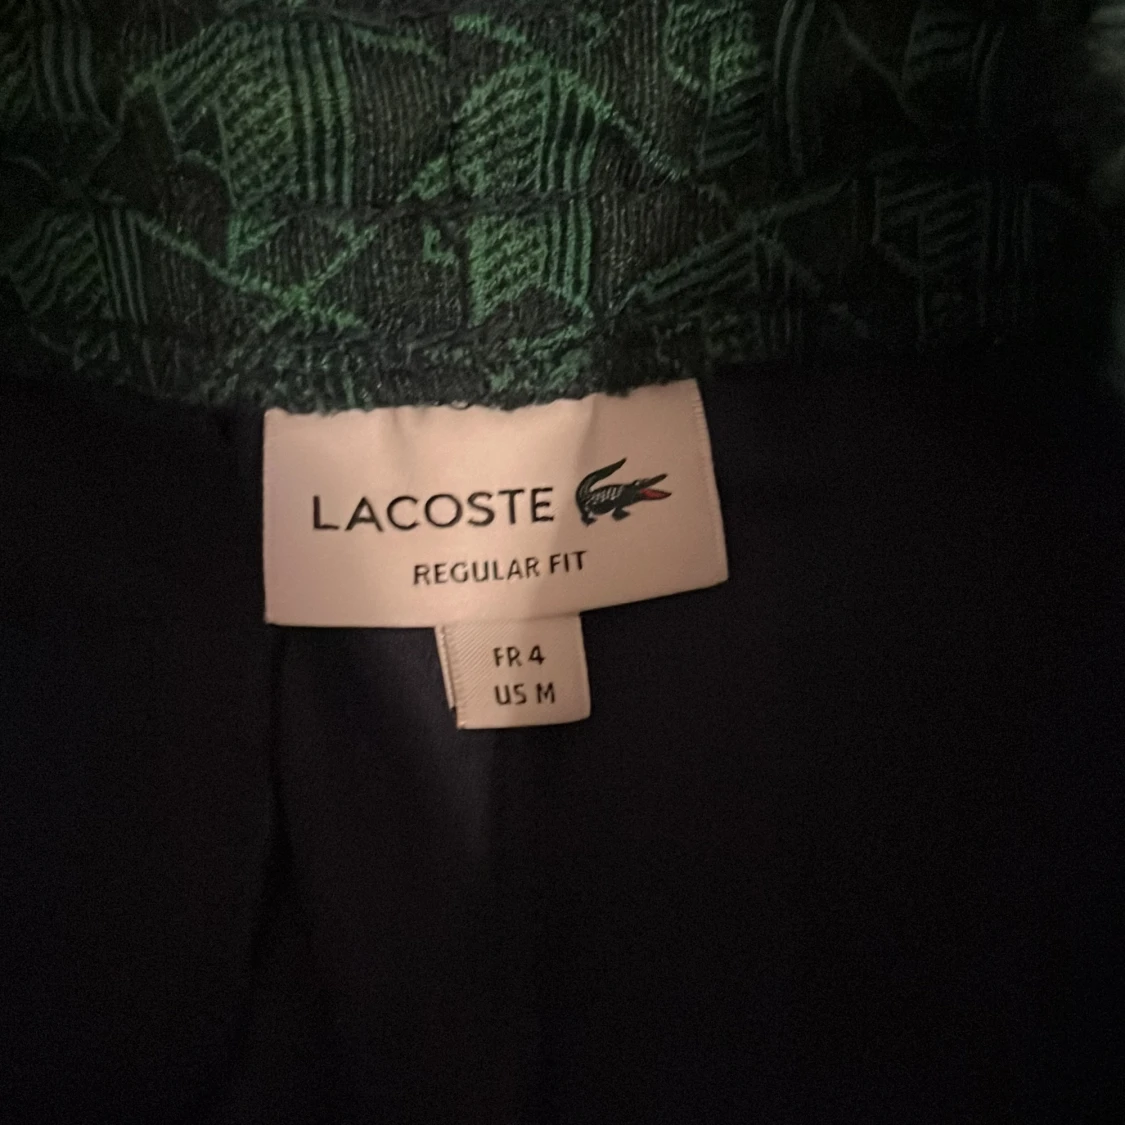 LACOSTE
REGULAR FIT
FR 4
US M